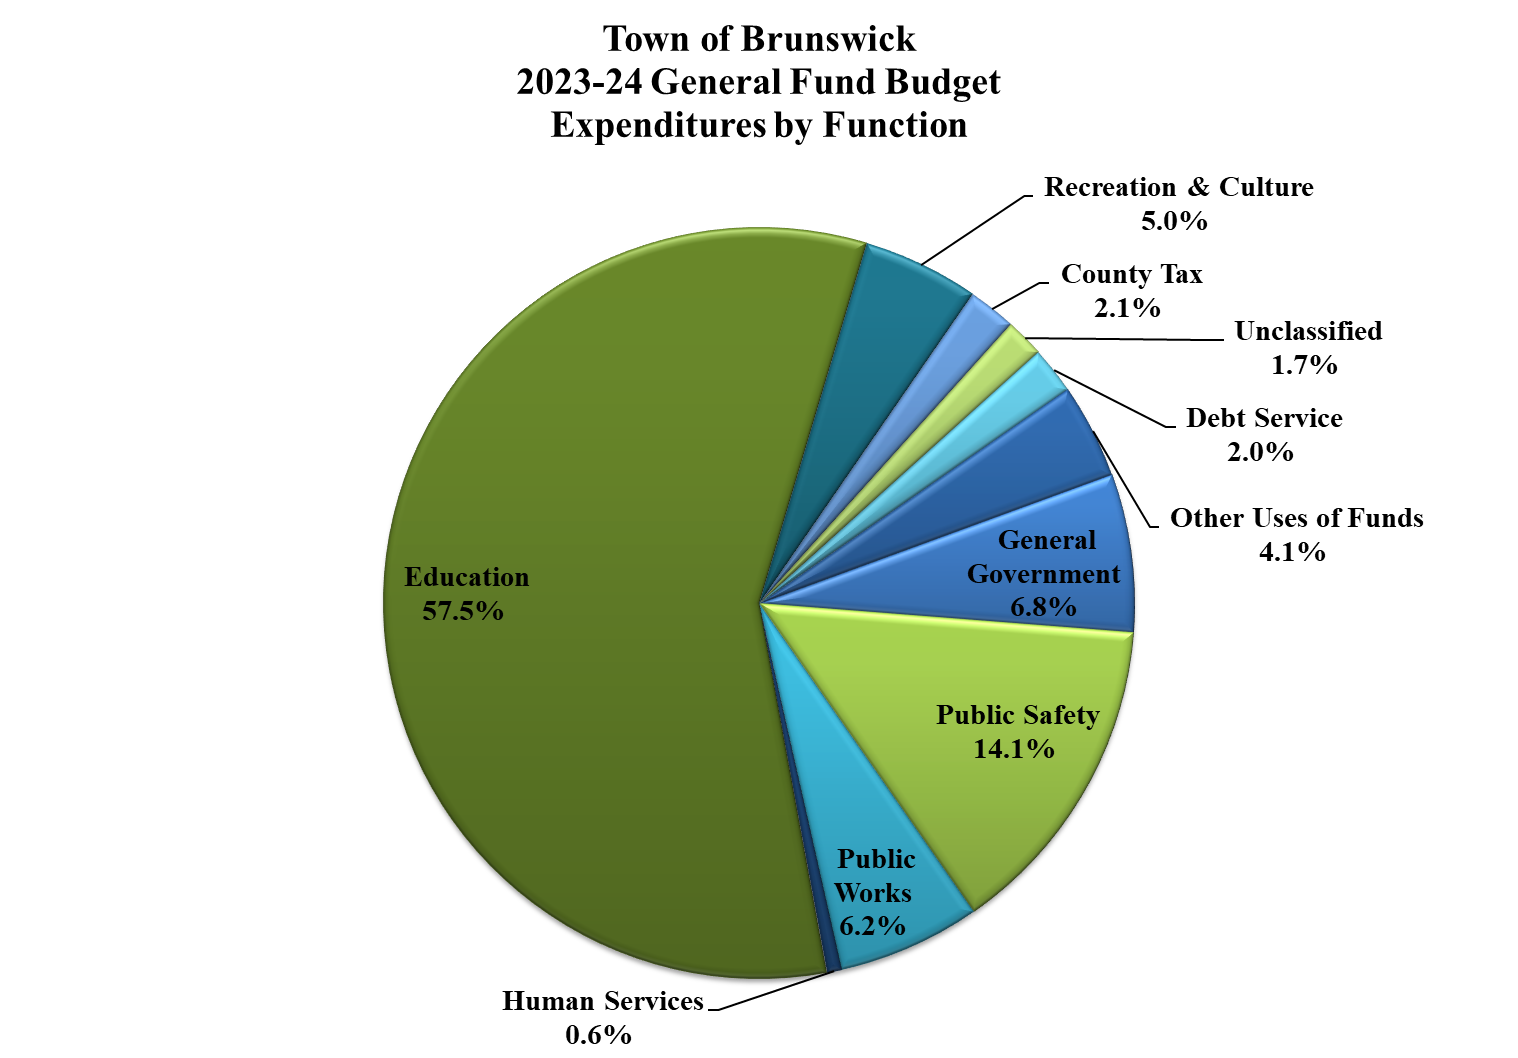 Town of Brunswick
2023-24 General Fund Budget
Expenditures by Function
Recreation & Culture
5.0%
County Tax
2.1%
Unclassified
1.7%
Debt Service
2.0%
Other Uses of Funds
4.1%
General
Government
6.8%
Education
57.5%
Public Safety
14.1%
Public
Works
6.2%
Human Services
0.6%